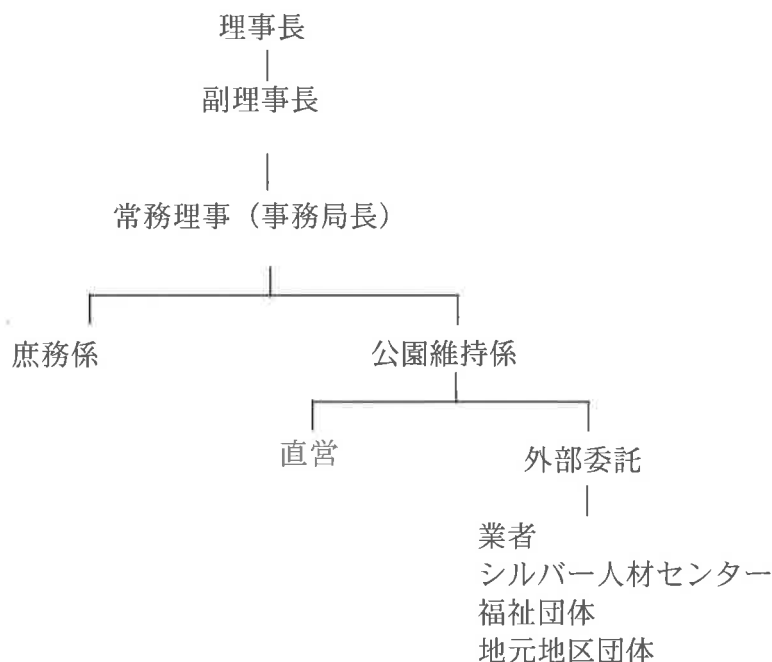 理事長
副理事長
常務理事（事務局長）
庶務係
公園維持係
直営
外部委託
業者
シルバー人材センター
福祉団体
地元地区団体